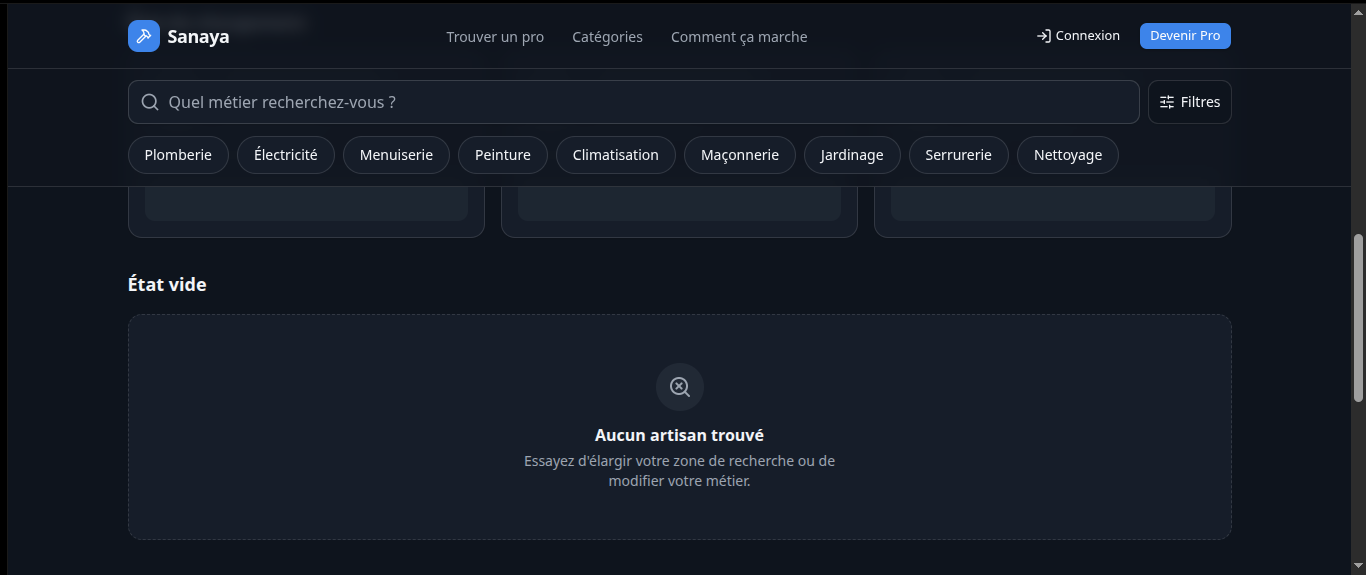 Sanaya
Trouver un pro
Catégories
Comment ça marche
Connexion
Devenir Pro
Quel métier recherchez-vous ?
Filtres
Plomberie
Électricité
Menuiserie
Peinture
Climatisation
Maçonnerie
Jardinage
Serrurerie
Nettoyage
État vide
Aucun artisan trouvé
Essayez d'élargir votre zone de recherche ou de
modifier votre métier.